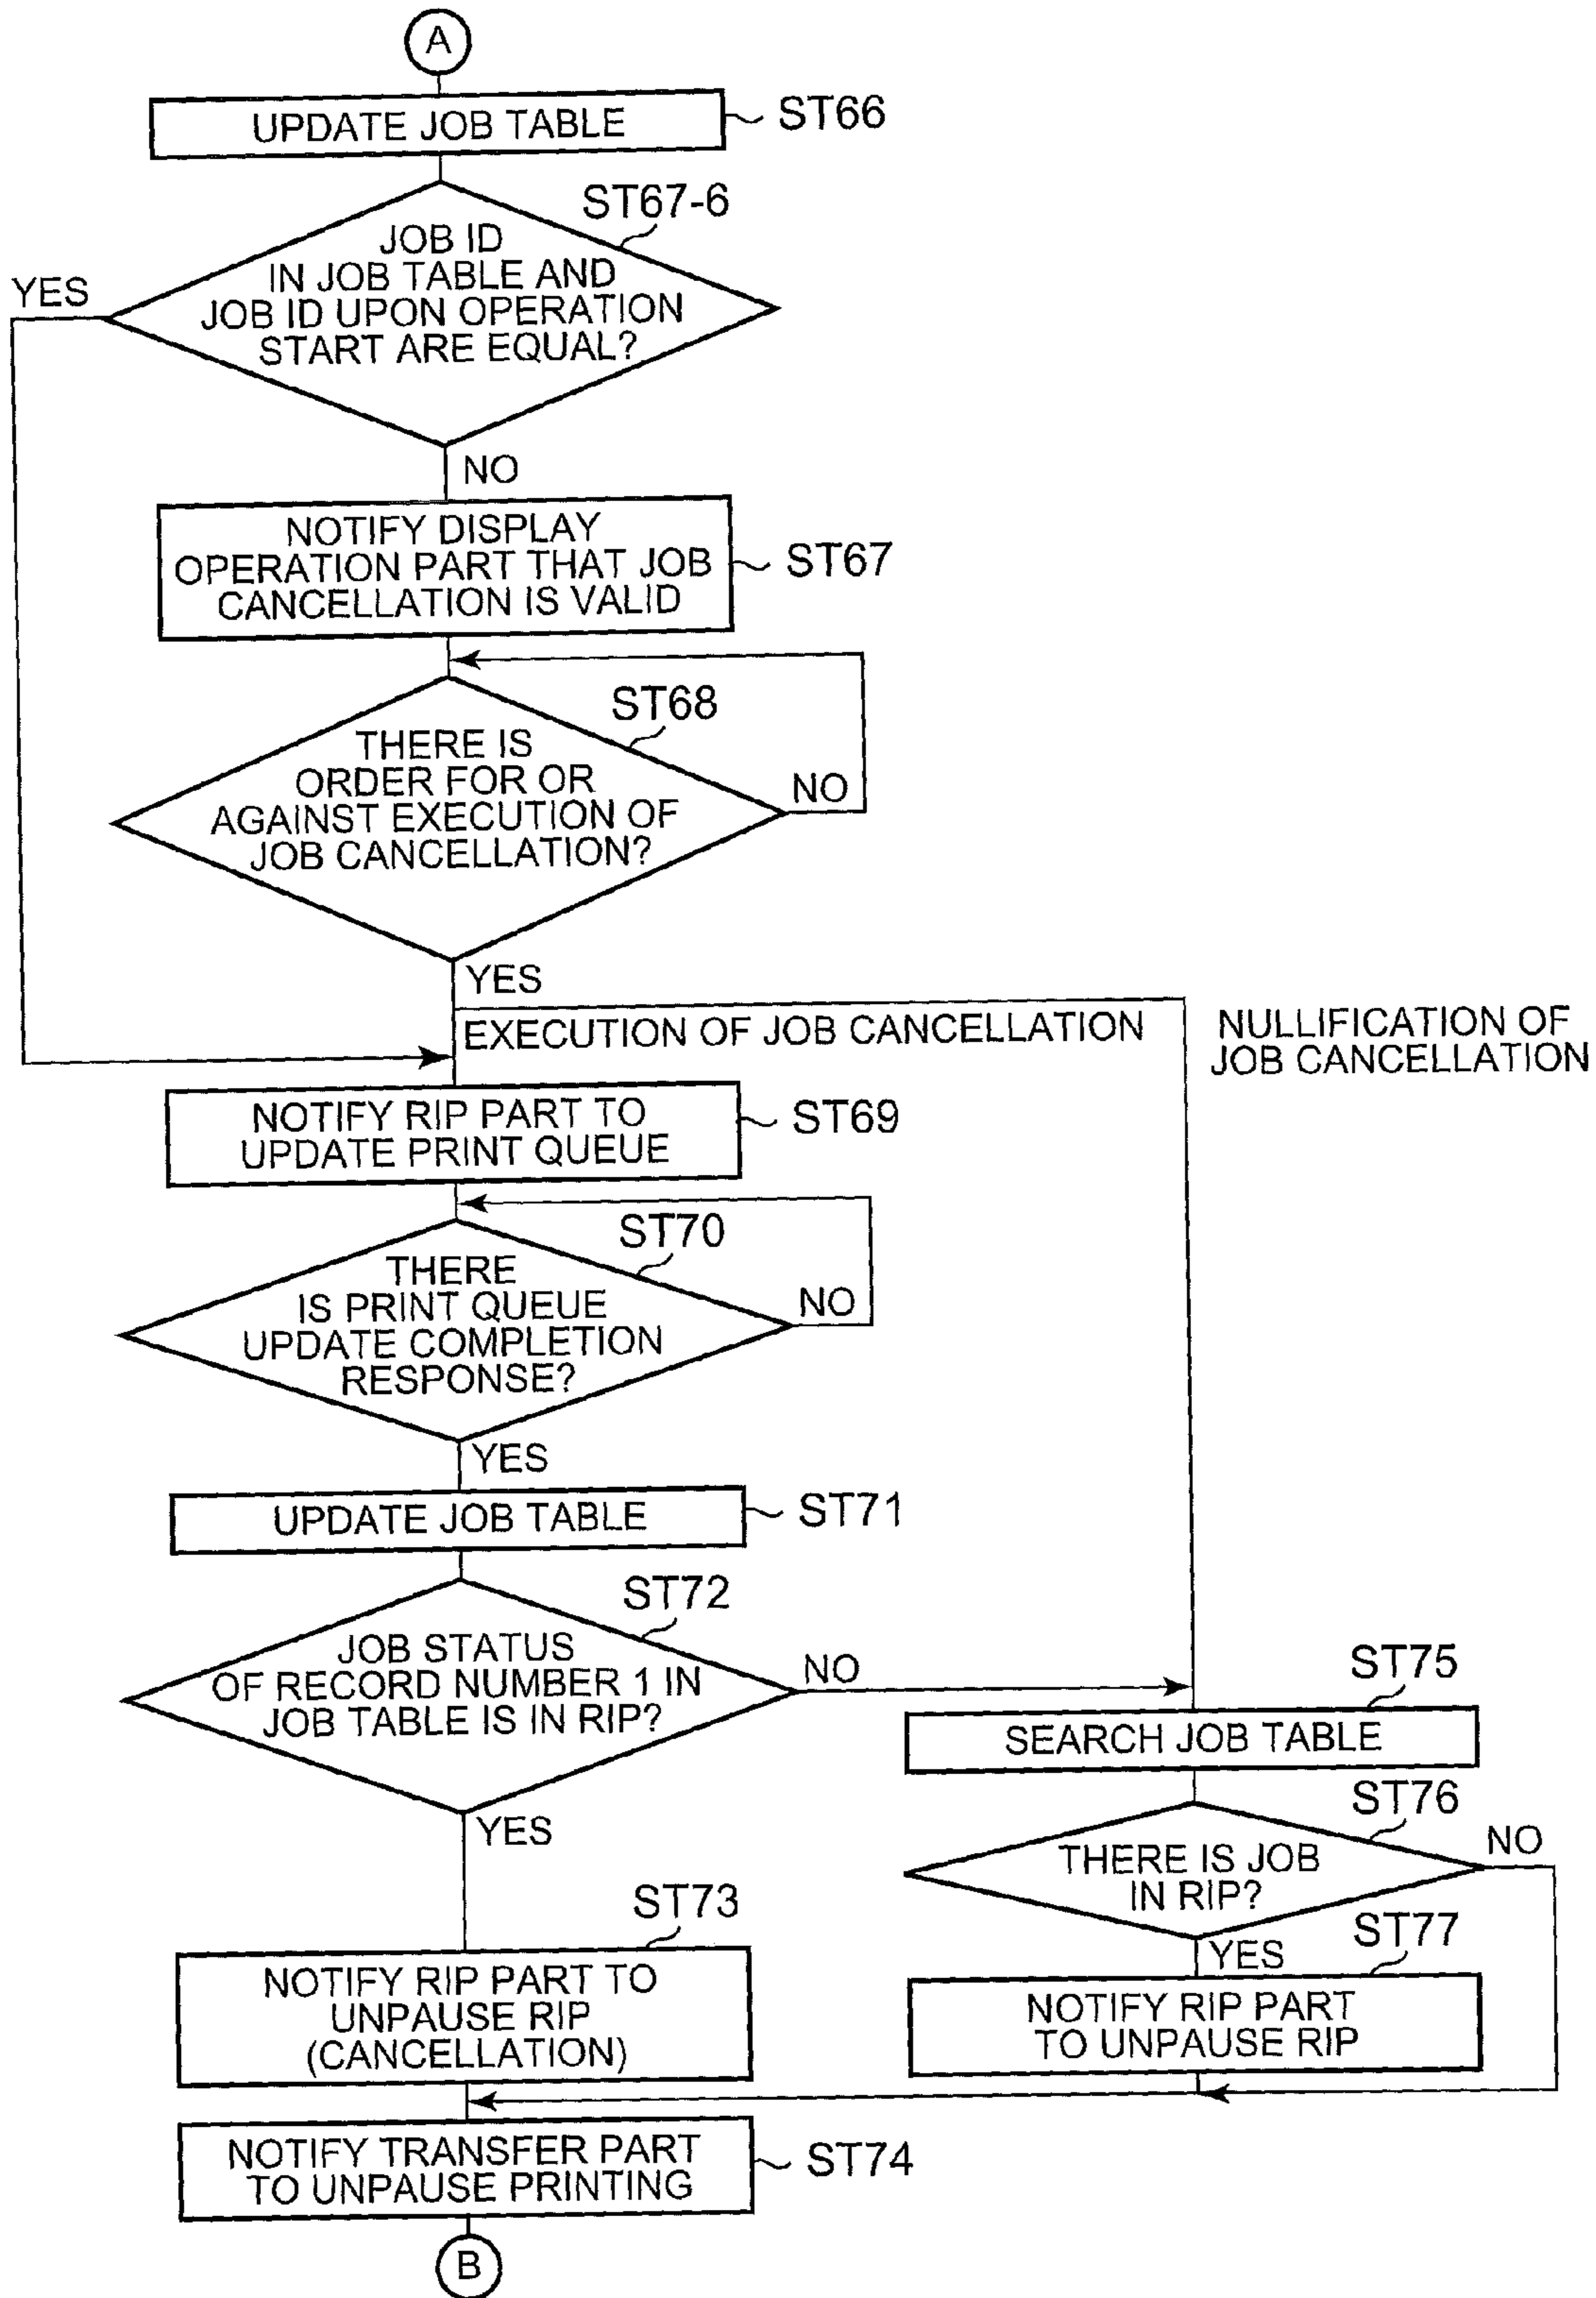 A
UPDATE JOB TABLE
ST66
ST67-6
JOB ID
IN JOB TABLE AND
JOB ID UPON OPERATION
START ARE EQUAL?
YES
NO
NOTIFY DISPLAY
OPERATION PART THAT JOB
CANCELLATION IS VALID
ST67
ST68
THERE IS
ORDER FOR OR
AGAINST EXECUTION OF
JOB CANCELLATION?
NO
YES
EXECUTION OF JOB CANCELLATION
NULLIFICATION OF
JOB CANCELLATION
NOTIFY RIP PART TO
UPDATE PRINT QUEUE
ST69
ST70
THERE
IS PRINT QUEUE
UPDATE COMPLETION
RESPONSE?
NO
YES
UPDATE JOB TABLE
ST71
ST72
JOB STATUS
OF RECORD NUMBER 1 IN
JOB TABLE IS IN RIP?
NO
YES
ST75
SEARCH JOB TABLE
ST76
THERE IS JOB
IN RIP?
NO
YES
ST77
NOTIFY RIP PART
TO UNPAUSE RIP
ST73
NOTIFY RIP PART TO
UNPAUSE RIP
(CANCELLATION)
NOTIFY TRANSFER PART
TO UNPAUSE PRINTING
ST74
B